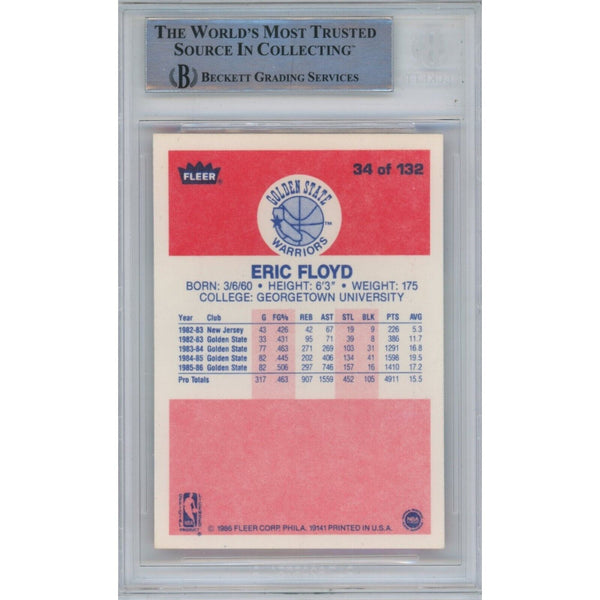 THE WORLD'S MOST TRUSTED
SOURCE IN COLLECTING™
B BECKETT GRADING SERVICES
FLEER 34 of 132
GOLDEN STATE
WARRIORS
™
ERIC FLOYD
BORN: 3/6/60 • HEIGHT: 6'3" • WEIGHT: 175
COLLEGE: GEORGETOWN UNIVERSITY
Year Club G FG% REB AST STL BLK PTS AVG
1982-83 New Jersey 43 .426 42 67 19 9 226 5.3
1982-83 Golden State 33 .431 95 71 39 8 386 11.7
1983-84 Golden State 77 .463 271 269 103 31 1291 16.8
1984-85 Golden State 82 .445 202 406 134 41 1598 19.5
1985-86 Golden State 82 .506 297 746 157 16 1410 17.2
Pro Totals 317 .463 907 1559 452 105 4911 15.5
© 1986 FLEER CORP. PHILA. 19141 PRINTED IN U.S.A.